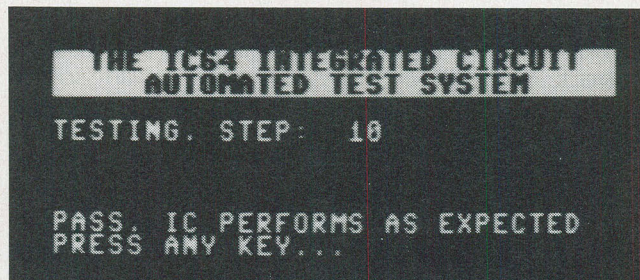 THE IC64 INTEGRATED CIRCUIT
AUTOMATED TEST SYSTEM
TESTING. STEP: 10
PASS. IC PERFORMS AS EXPECTED
PRESS ANY KEY...